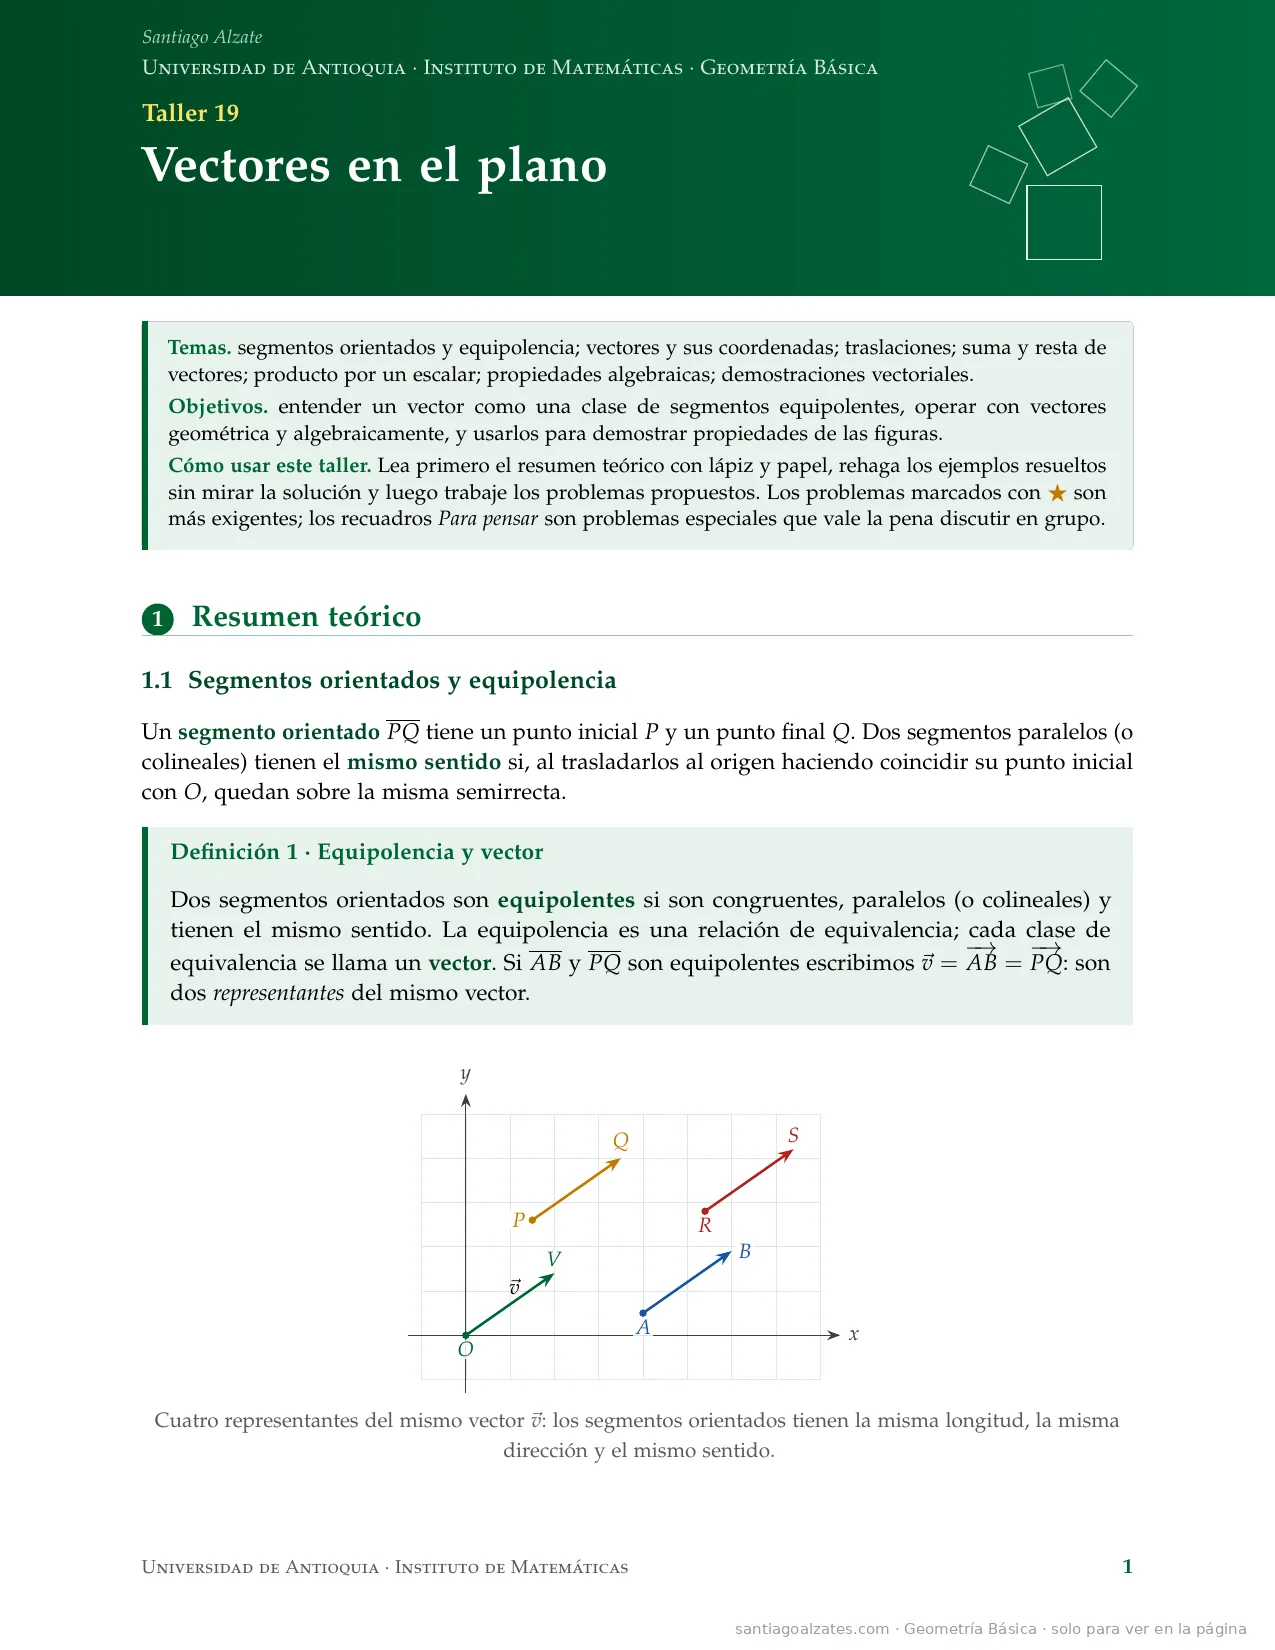 Santiago Alzate
Universidad de Antioquia · Instituto de Matemáticas · Geometría Básica
Taller 19
Vectores en el plano
Temas. segmentos orientados y equipolencia; vectores y sus coordenadas; traslaciones; suma y resta de
vectores; producto por un escalar; propiedades algebraicas; demostraciones vectoriales.
Objetivos. entender un vector como una clase de segmentos equipolentes, operar con vectores
geométrica y algebraicamente, y usarlos para demostrar propiedades de las figuras.
Cómo usar este taller. Lea primero el resumen teórico con lápiz y papel, rehaga los ejemplos resueltos
sin mirar la solución y luego trabaje los problemas propuestos. Los problemas marcados con ★ son
más exigentes; los recuadros Para pensar son problemas especiales que vale la pena discutir en grupo.
1 Resumen teórico
1.1 Segmentos orientados y equipolencia
Un segmento orientado P̅Q̅ tiene un punto inicial P y un punto final Q. Dos segmentos paralelos (o
colineales) tienen el mismo sentido si, al trasladarlos al origen haciendo coincidir su punto inicial
con O, quedan sobre la misma semirrecta.
Definición 1 · Equipolencia y vector
Dos segmentos orientados son equipolentes si son congruentes, paralelos (o colineales) y
tienen el mismo sentido. La equipolencia es una relación de equivalencia; cada clase de
equivalencia se llama un vector. Si A̅B̅ y P̅Q̅ son equipolentes escribimos v⃗ = A⃗B⃗ = P⃗Q⃗: son
dos representantes del mismo vector.
y
Q
S
P
R
V
B
v⃗
A
x
O
Cuatro representantes del mismo vector v⃗: los segmentos orientados tienen la misma longitud, la misma
dirección y el mismo sentido.
Universidad de Antioquia · Instituto de Matemáticas
1
santiagoalzates.com · Geometría Básica · solo para ver en la página